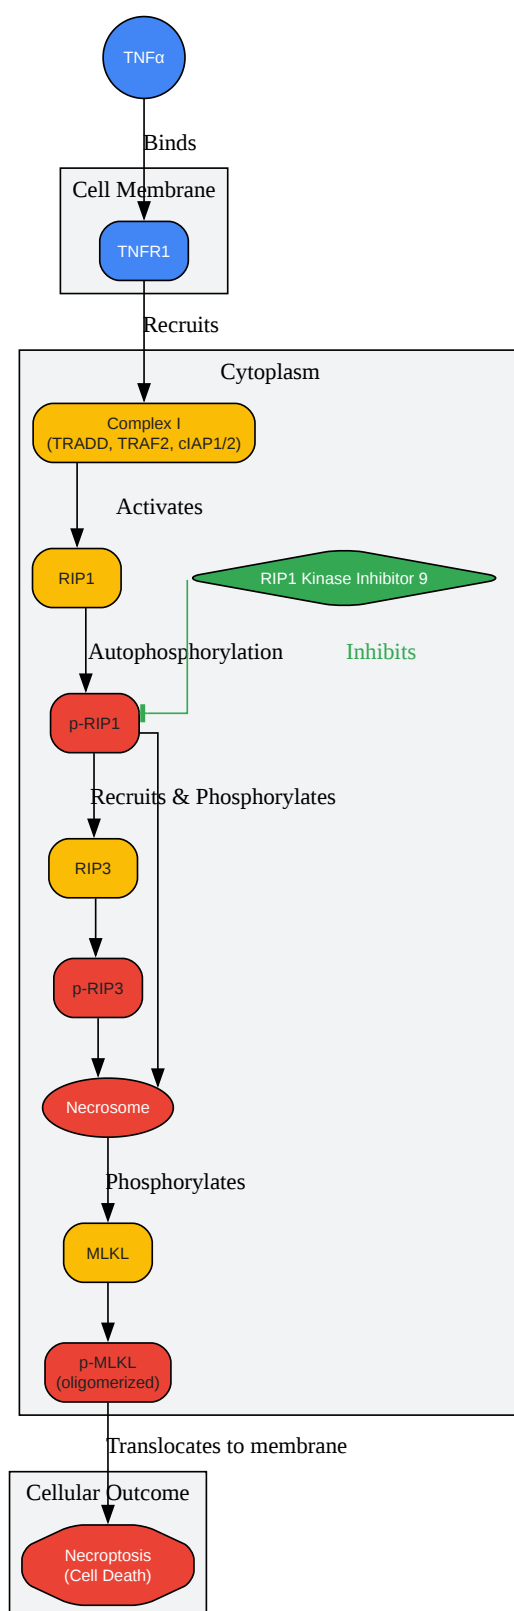 TNFα
Binds
Cell Membrane
TNFR1
Recruits
Cytoplasm
Complex I
(TRADD, TRAF2, cIAP1/2)
Activates
RIP1
RIP1 Kinase Inhibitor 9
Autophosphorylation
Inhibits
p-RIP1
Recruits & Phosphorylates
RIP3
p-RIP3
Necrosome
Phosphorylates
MLKL
p-MLKL
(oligomerized)
Translocates to membrane
Cellular Outcome
Necroptosis
(Cell Death)